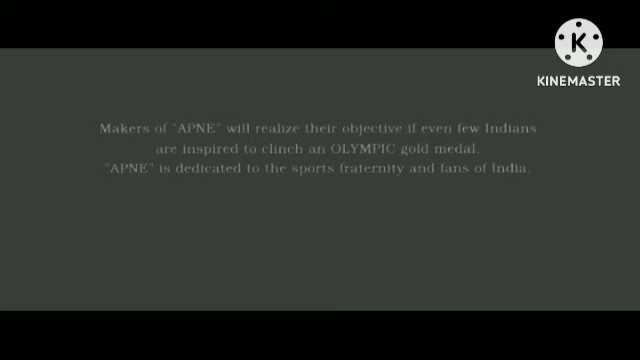 KINEMASTER
Makers of "APNE" will realize their objective if even few Indians
are inspired to clinch an OLYMPIC gold medal.
"APNE" is dedicated to the sports fraternity and fans of India.